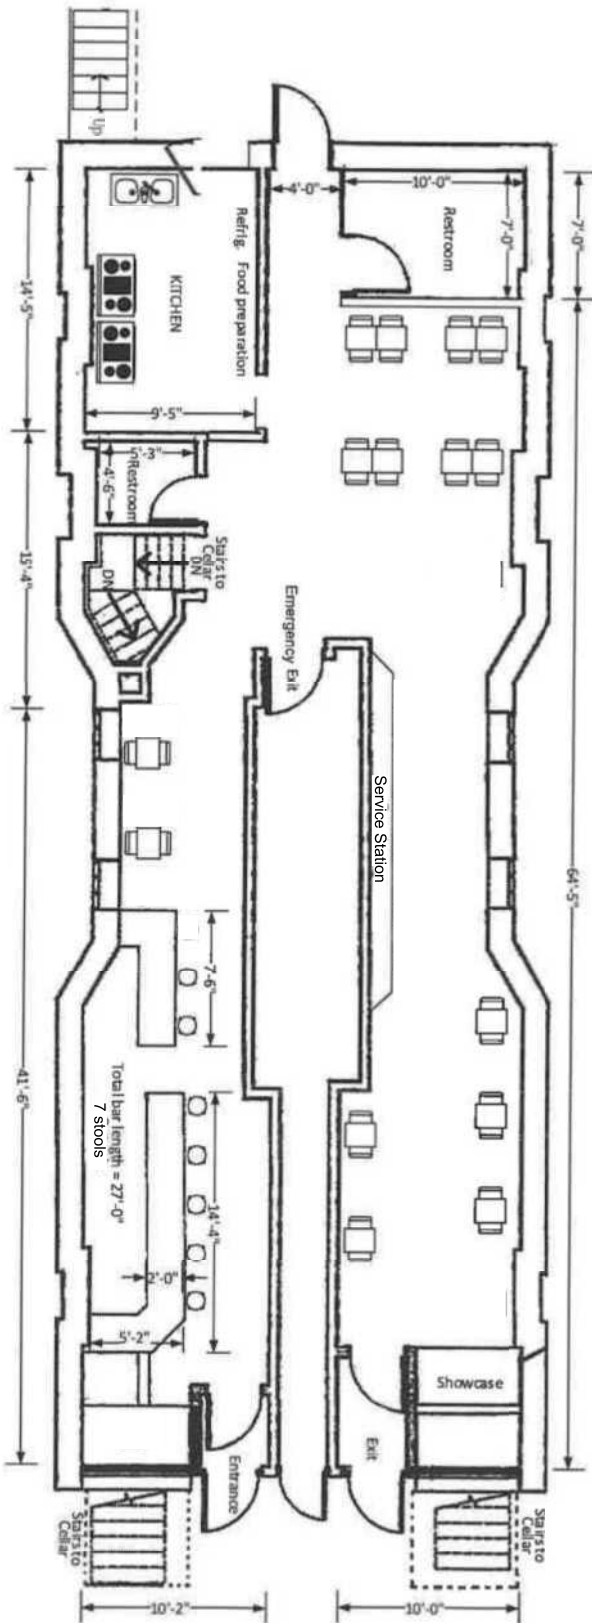 Up
4'-0"
10'-0"
Restroom
7'-0"
7'-0"
Refrig.
Food preparation
KITCHEN
14'-5"
9'-5"
Restroom
4'-6"
15'-4"
Stairs to
Cellar
DN
DN
Emergency Exit
Service Station
64'-5"
7'-6"
41'-6"
Total bar length = 27'-0"
7 stools
14'-4"
2'-0"
5'-2"
Showcase
Entrance
Exit
Stairs to
Cellar
Stairs to
Cellar
10'-2"
10'-0"